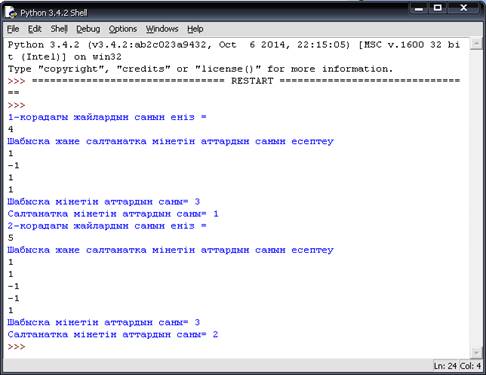 Python 3.4.2 Shell
File Edit Shell Debug Options Windows Help
Python 3.4.2 (v3.4.2:ab2c023a9432, Oct  6 2014, 22:15:05) [MSC v.1600 32 bi
t (Intel)] on win32
Type "copyright", "credits" or "license()" for more information.
>>> ================================ RESTART ================================
==
>>>
1-корадагы жайлардын санын еніз =
4
Шабыска жане салтанатка мінетін аттардын санын есептеу
1
-1
1
1
Шабыска мінетін аттардын саны= 3
Салтанатка мінетін аттардын саны= 1
2-корадагы жайлардын санын еніз =
5
Шабыска жане салтанатка мінетін аттардын санын есептеу
1
1
-1
-1
1
Шабыска мінетін аттардын саны= 3
Салтанатка мінетін аттардын саны= 2
>>>
Ln: 24 Col: 4